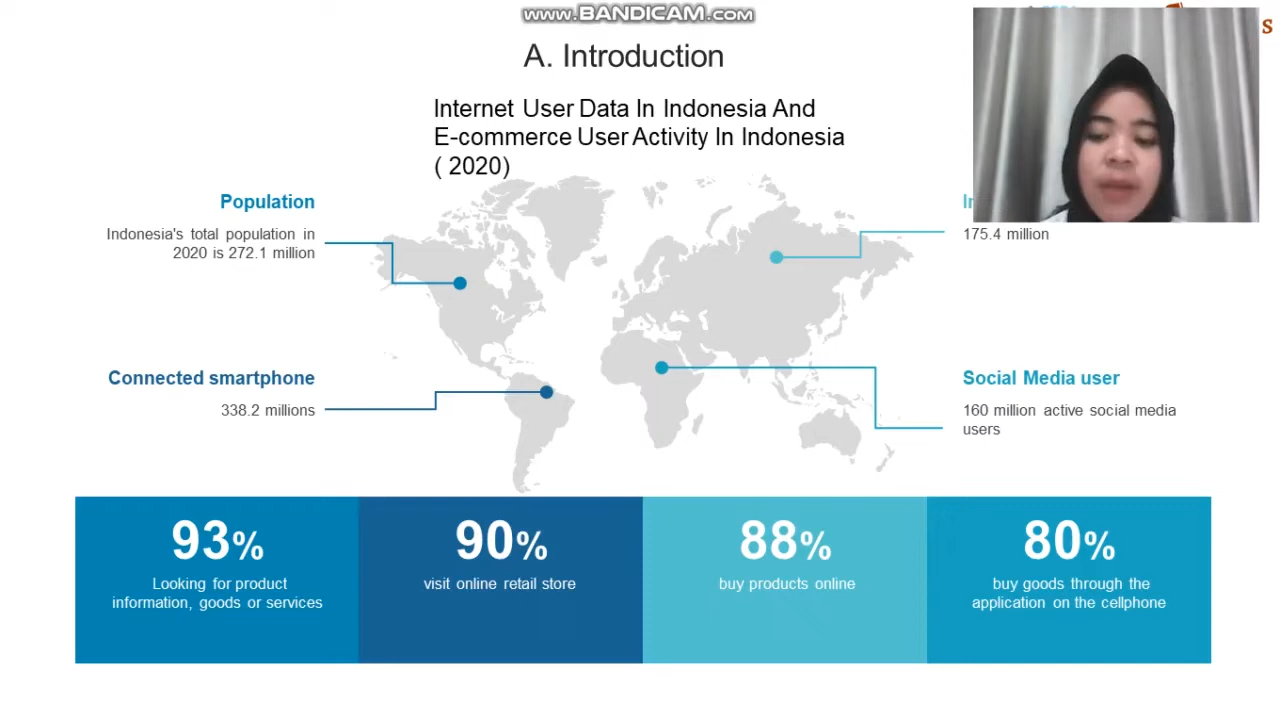 www.BANDICAM.com
s
A. Introduction
Internet User Data In Indonesia And
E-commerce User Activity In Indonesia
( 2020)
Population
Indonesia's total population in
2020 is 272.1 million
175.4 million
Connected smartphone
338.2 millions
Social Media user
160 million active social media
users
93%
Looking for product
information, goods or services
90%
visit online retail store
88%
buy products online
80%
buy goods through the
application on the cellphone